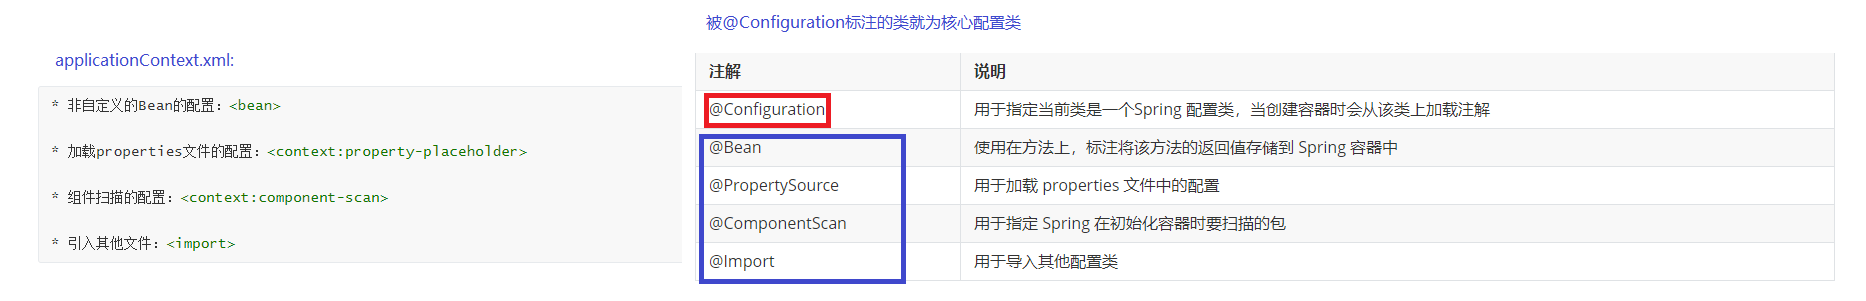 applicationContext.xml:
* 非自定义的Bean的配置：<bean>
* 加载properties文件的配置：<context:property-placeholder>
* 组件扫描的配置：<context:component-scan>
* 引入其他文件：<import>
被@Configuration标注的类就为核心配置类
注解 说明
@Configuration 用于指定当前类是一个Spring 配置类，当创建容器时会从该类上加载注解
@Bean 使用在方法上，标注将该方法的返回值存储到 Spring 容器中
@PropertySource 用于加载 properties 文件中的配置
@ComponentScan 用于指定 Spring 在初始化容器时要扫描的包
@Import 用于导入其他配置类